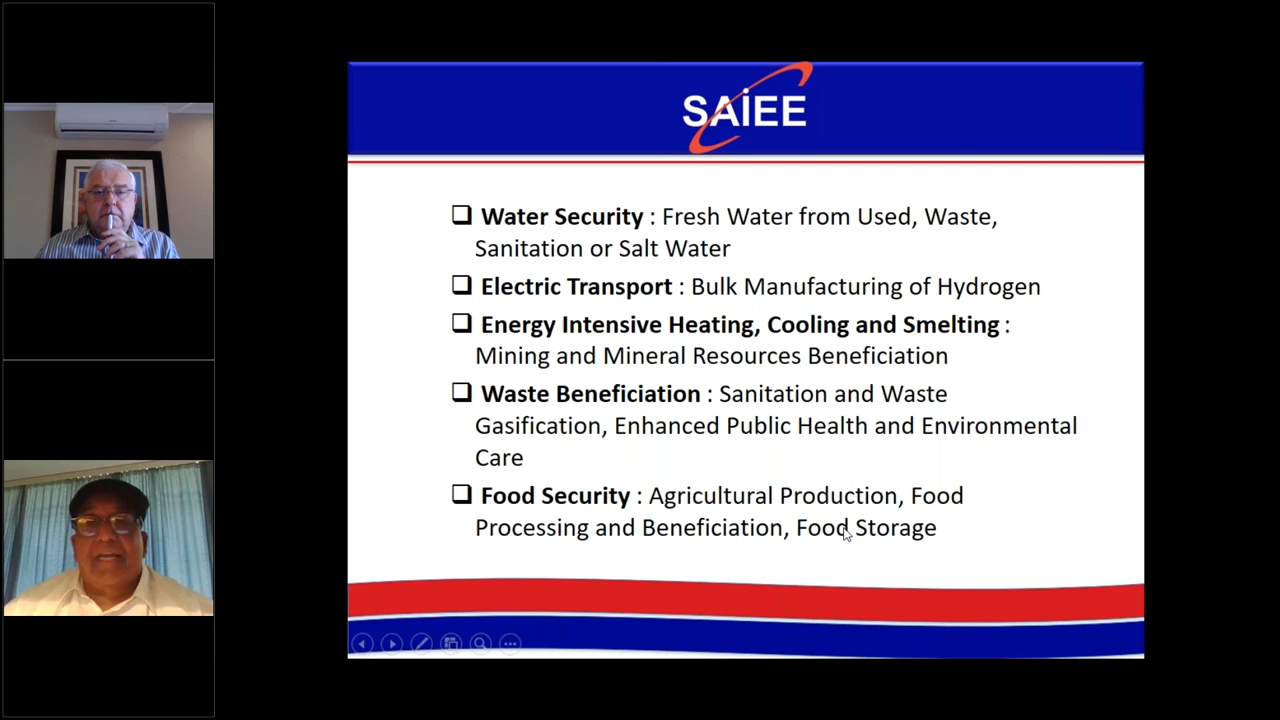 SAIEE
Water Security : Fresh Water from Used, Waste,
Sanitation or Salt Water
Electric Transport : Bulk Manufacturing of Hydrogen
Energy Intensive Heating, Cooling and Smelting :
Mining and Mineral Resources Beneficiation
Waste Beneficiation : Sanitation and Waste
Gasification, Enhanced Public Health and Environmental
Care
Food Security : Agricultural Production, Food
Processing and Beneficiation, Food Storage